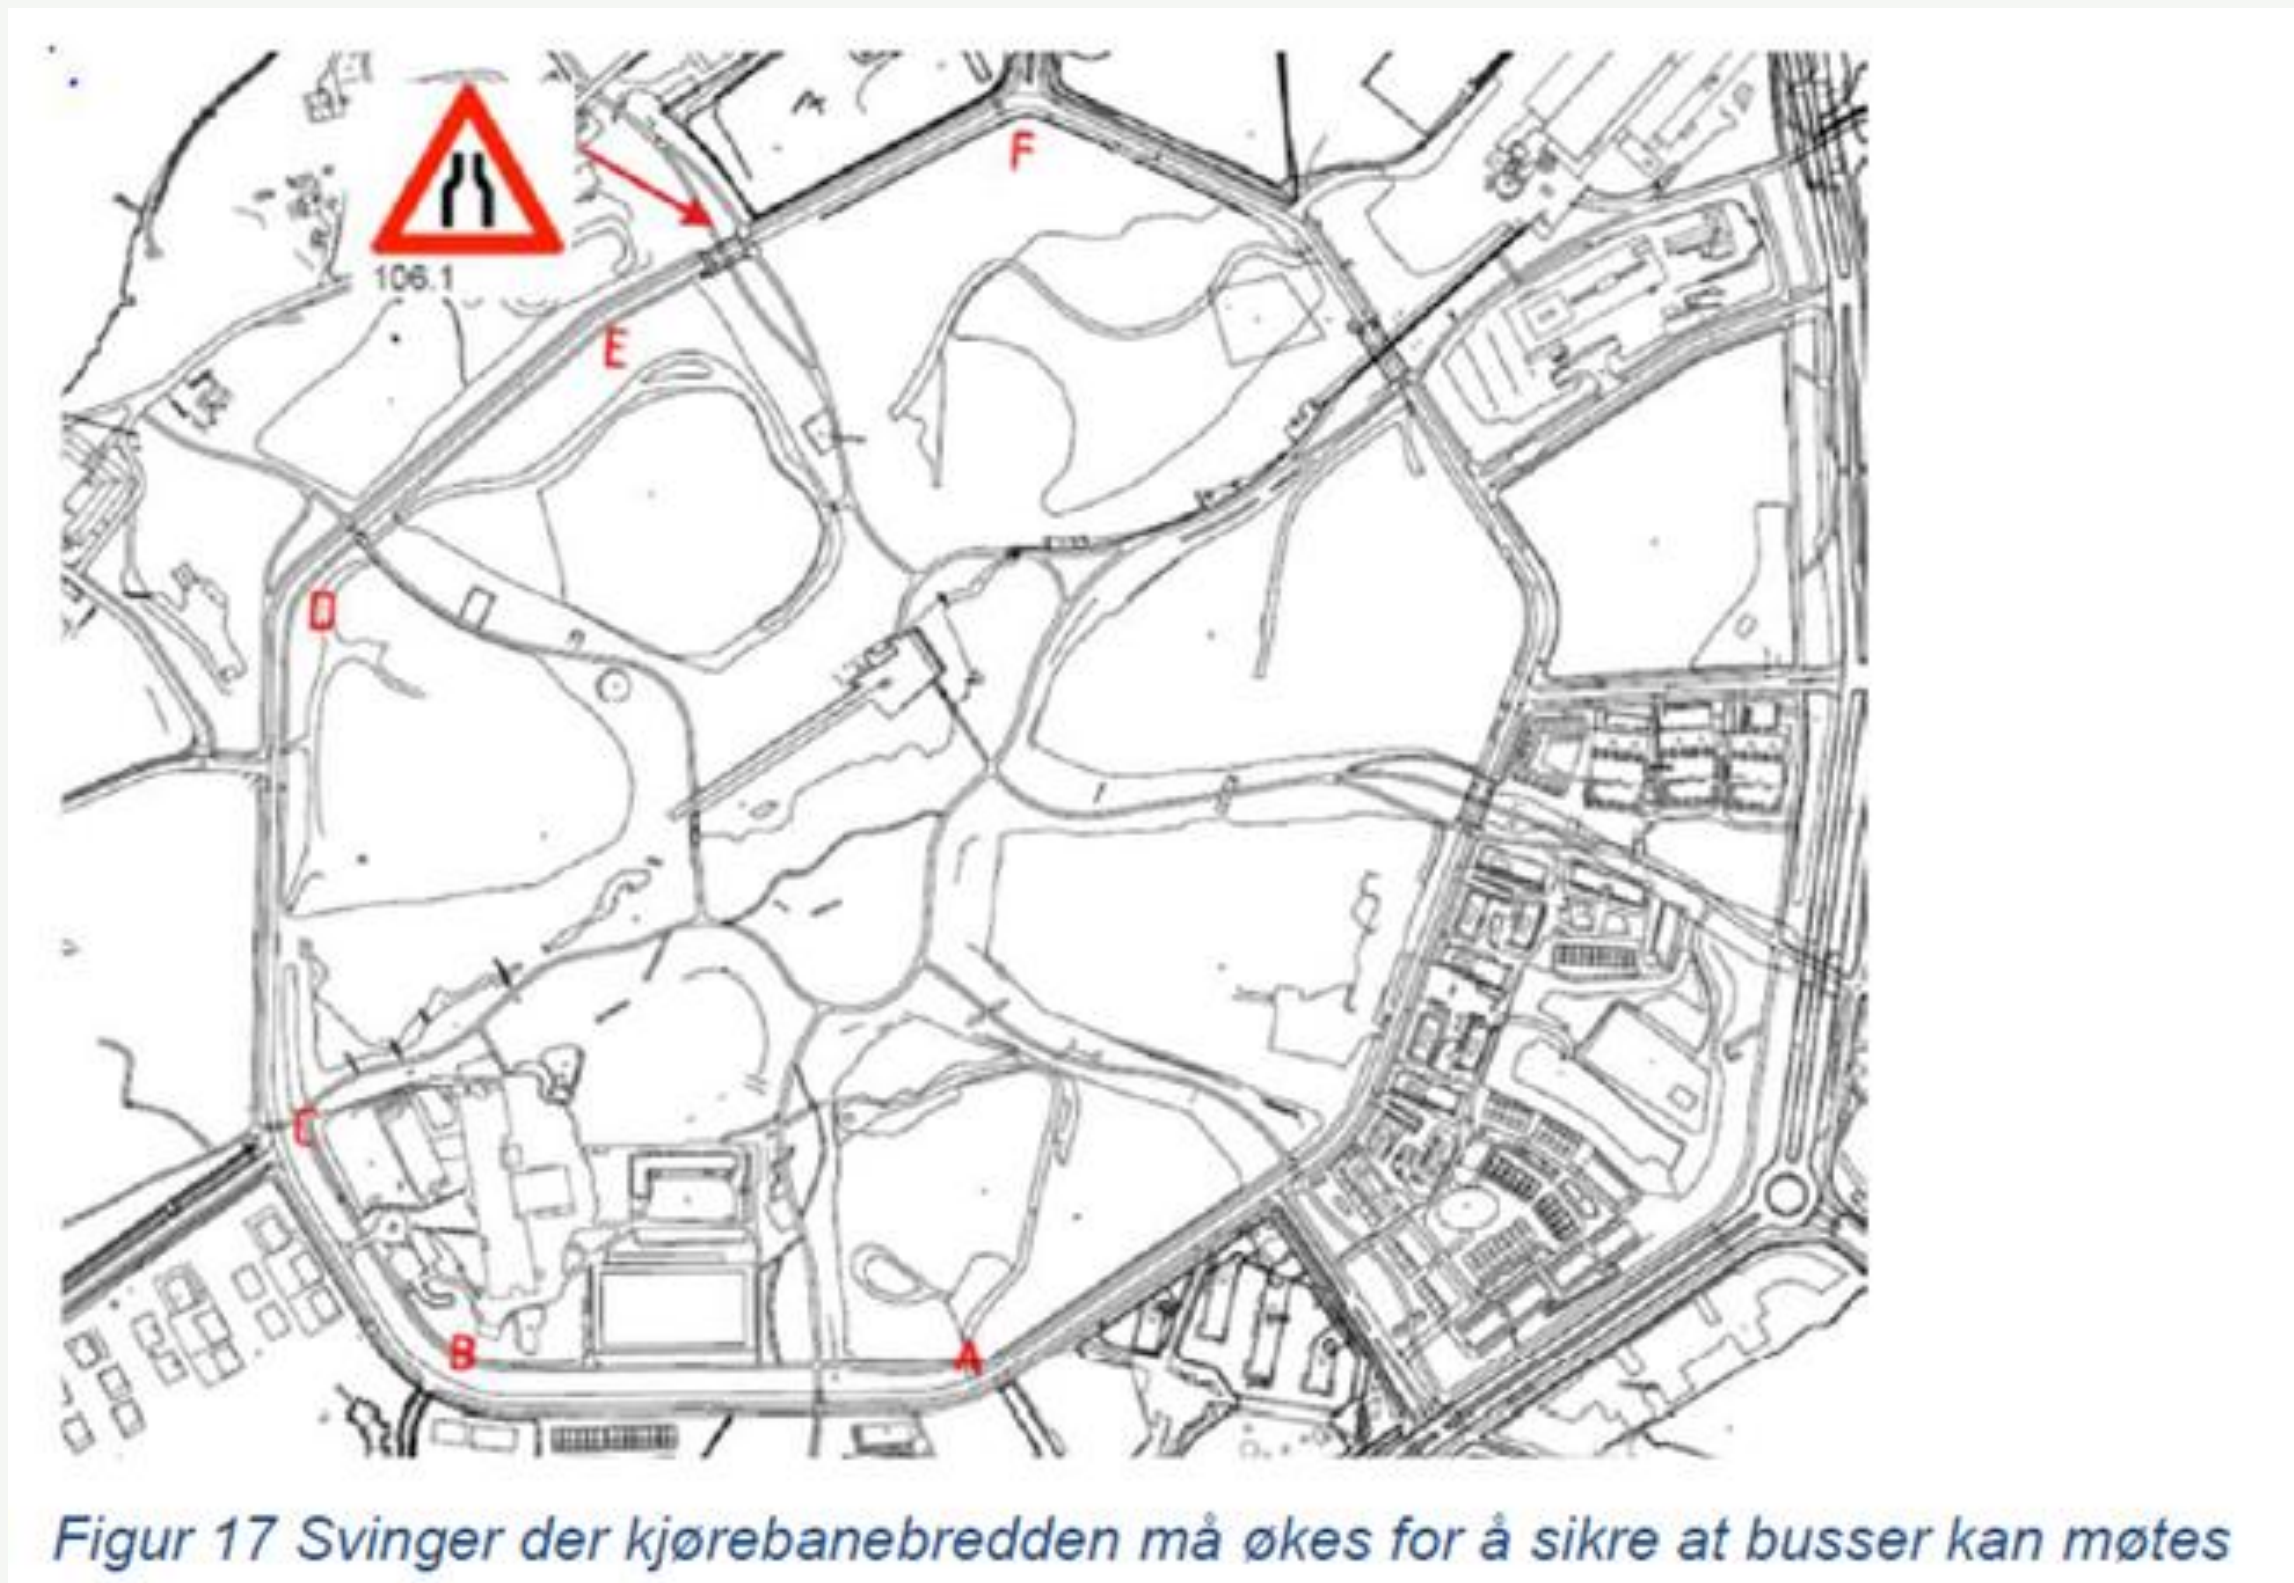 F
106.1
E
D
C
B
A
Figur 17 Svinger der kjørebanebredden må økes for å sikre at busser kan møtes